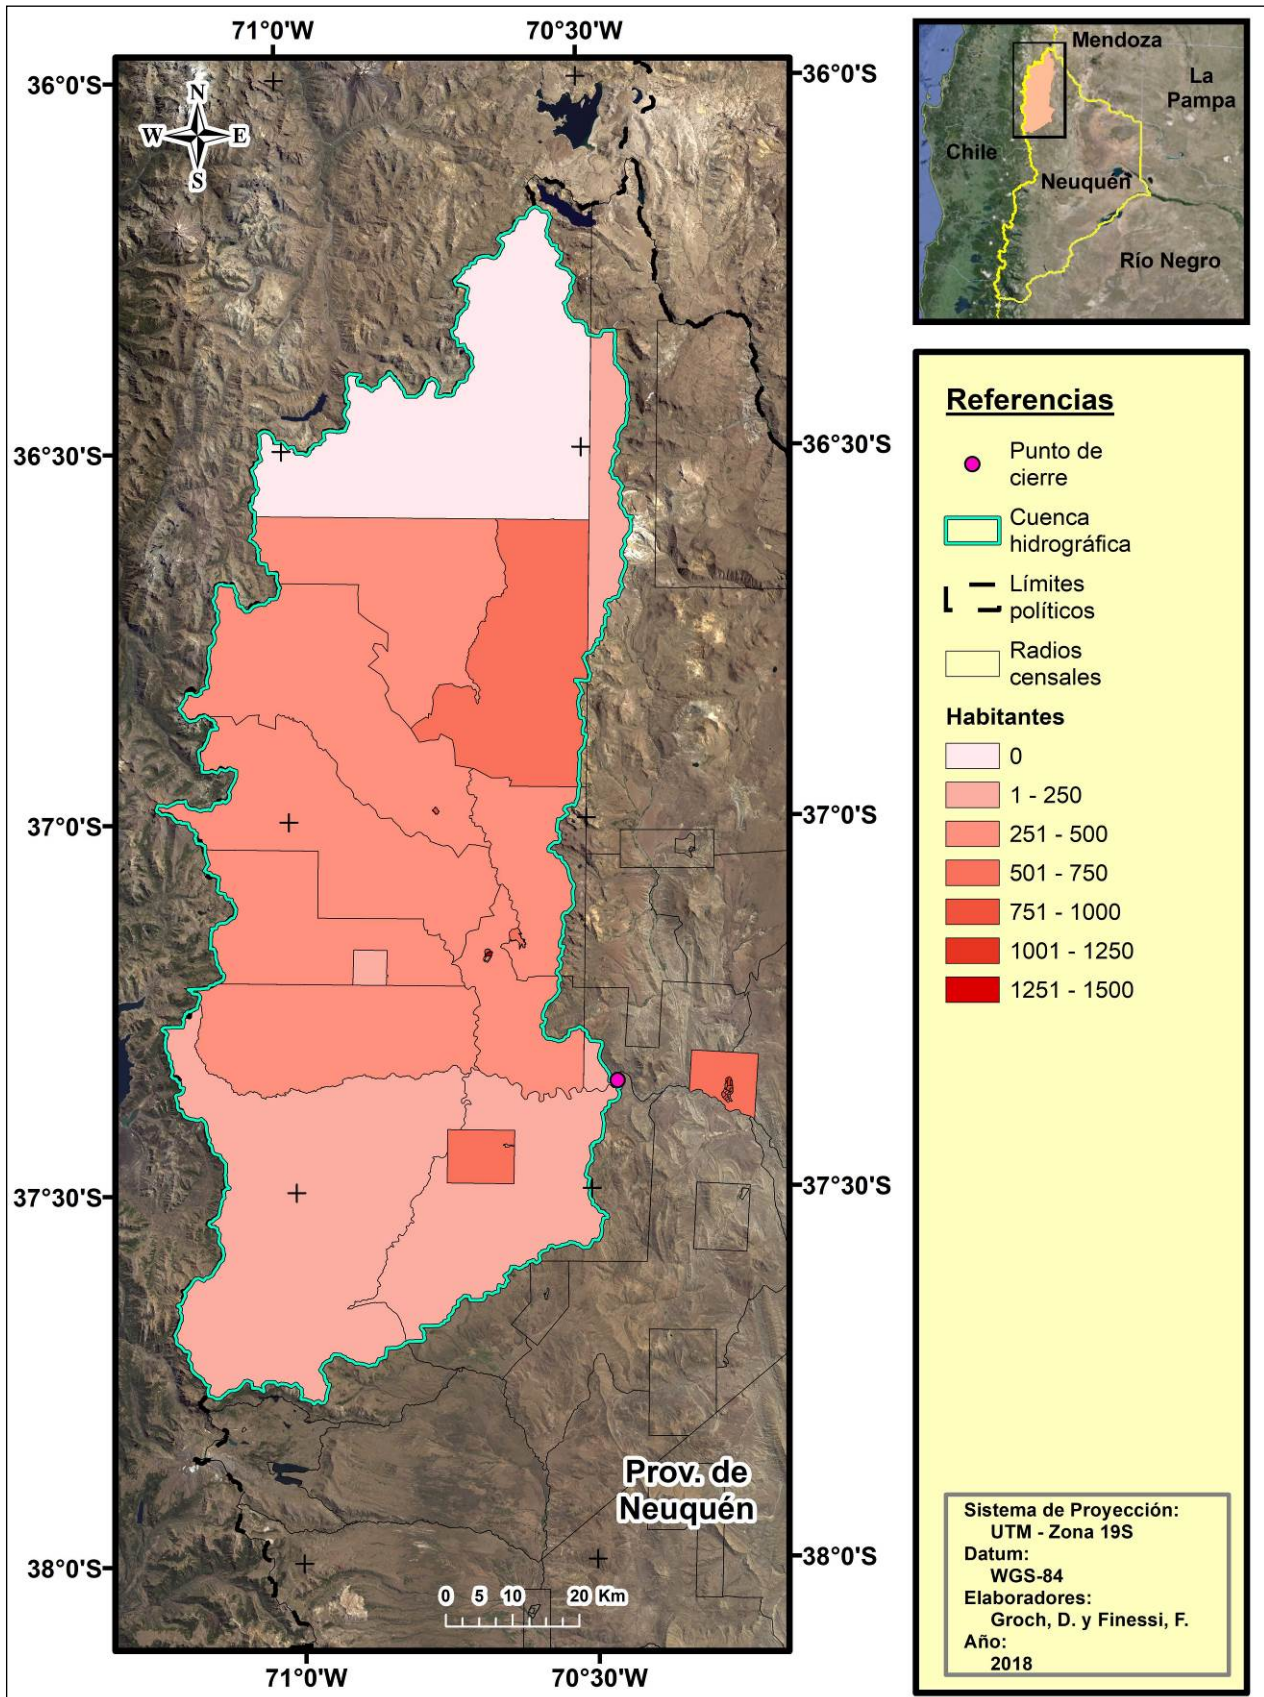 71°0'W
70°30'W
36°0'S
36°0'S
N
W
E
S
36°30'S
36°30'S
37°0'S
37°0'S
37°30'S
37°30'S
38°0'S
38°0'S
Prov. de
Neuquén
0 5 10 20 Km
71°0'W
70°30'W
Mendoza
La
Pampa
Chile
Neuquén
Río Negro
Referencias
Punto de
cierre
Cuenca
hidrográfica
Límites
políticos
Radios
censales
Habitantes
0
1 - 250
251 - 500
501 - 750
751 - 1000
1001 - 1250
1251 - 1500
Sistema de Proyección:
UTM - Zona 19S
Datum:
WGS-84
Elaboradores:
Groch, D. y Finessi, F.
Año:
2018